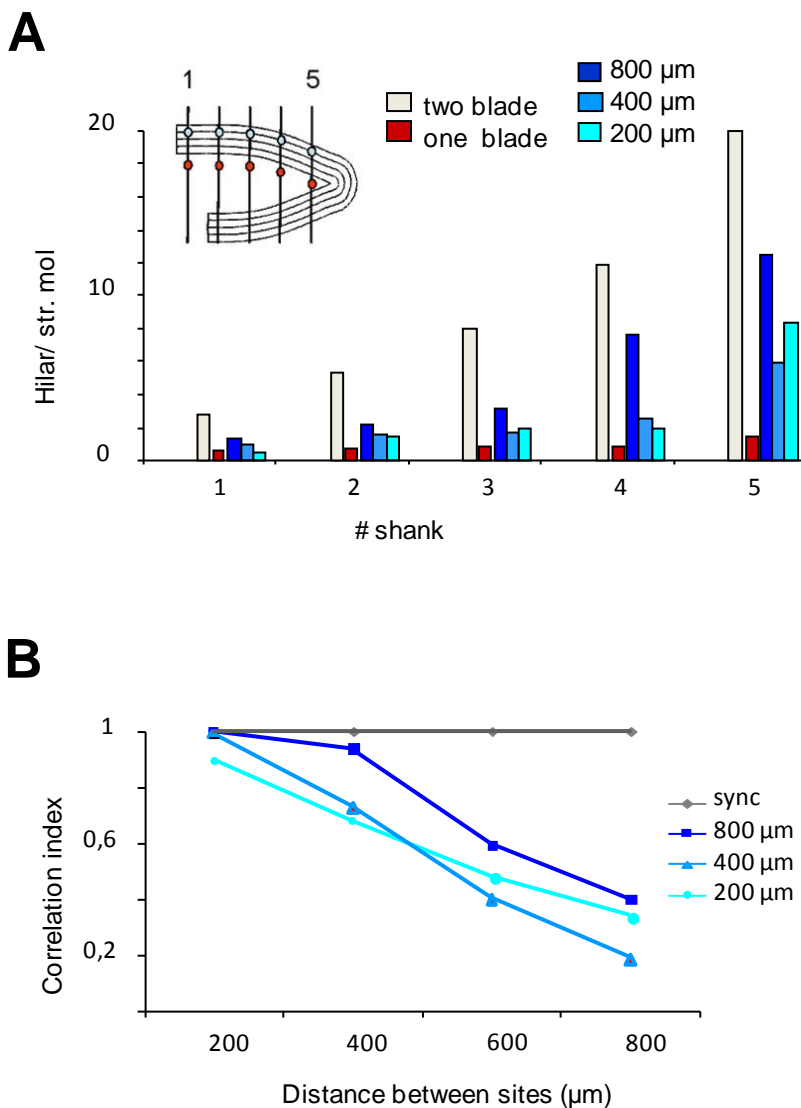 A
1 5
two blade
one blade
800 µm
400 µm
200 µm
20
10
0
Hilar/ str. mol
1 2 3 4 5
# shank
B
1
0,6
0,2
Correlation index
sync
800 µm
400 µm
200 µm
200 400 600 800
Distance between sites (µm)